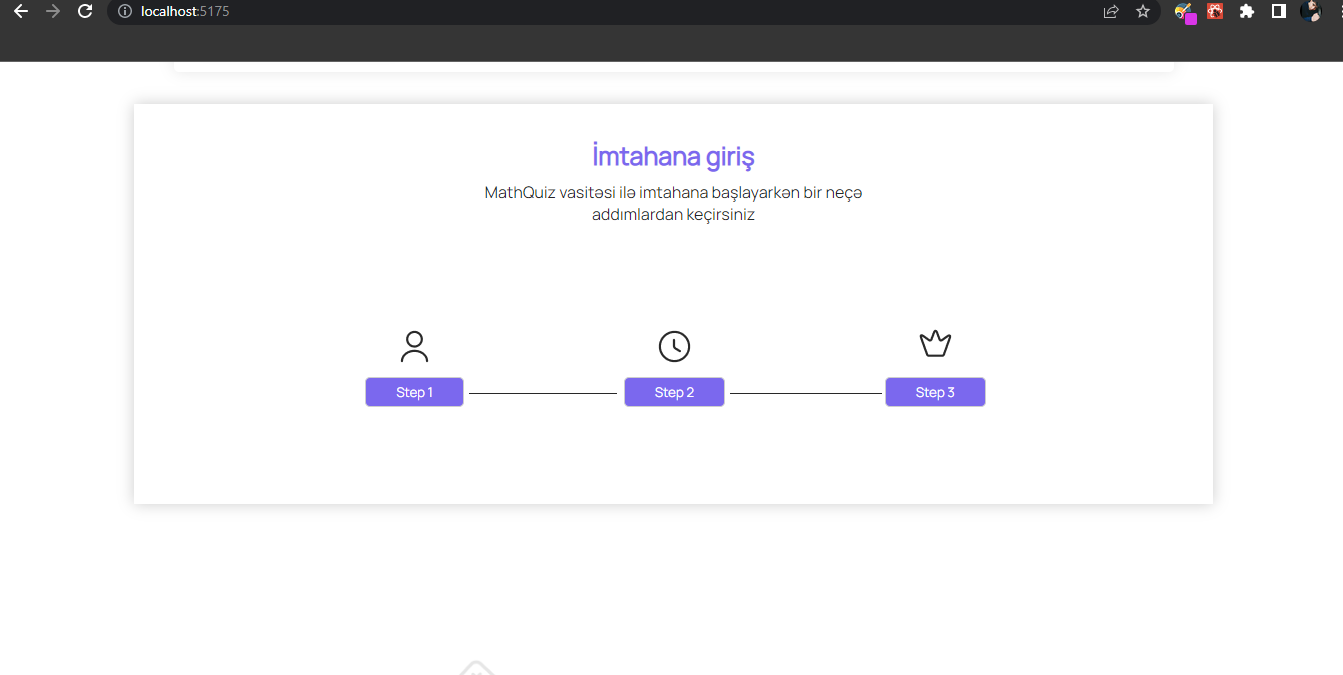 localhost:5175
İmtahana giriş
MathQuiz vasitəsi ilə imtahana başlayarkən bir neçə
addımlardan keçirsiniz
Step 1
Step 2
Step 3